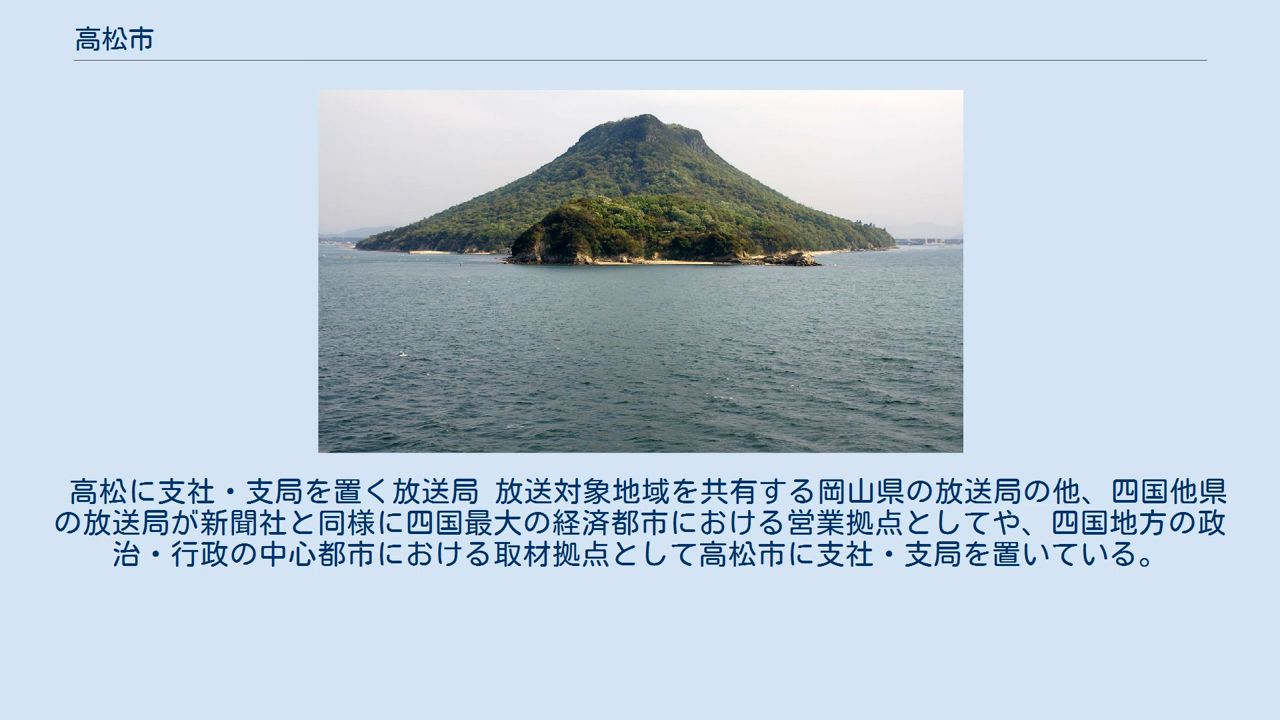 高松市
高松に支社・支局を置く放送局 放送対象地域を共有する岡山県の放送局の他、四国他県
の放送局が新聞社と同様に四国最大の経済都市における営業拠点としてや、四国地方の政
治・行政の中心都市における取材拠点として高松市に支社・支局を置いている。